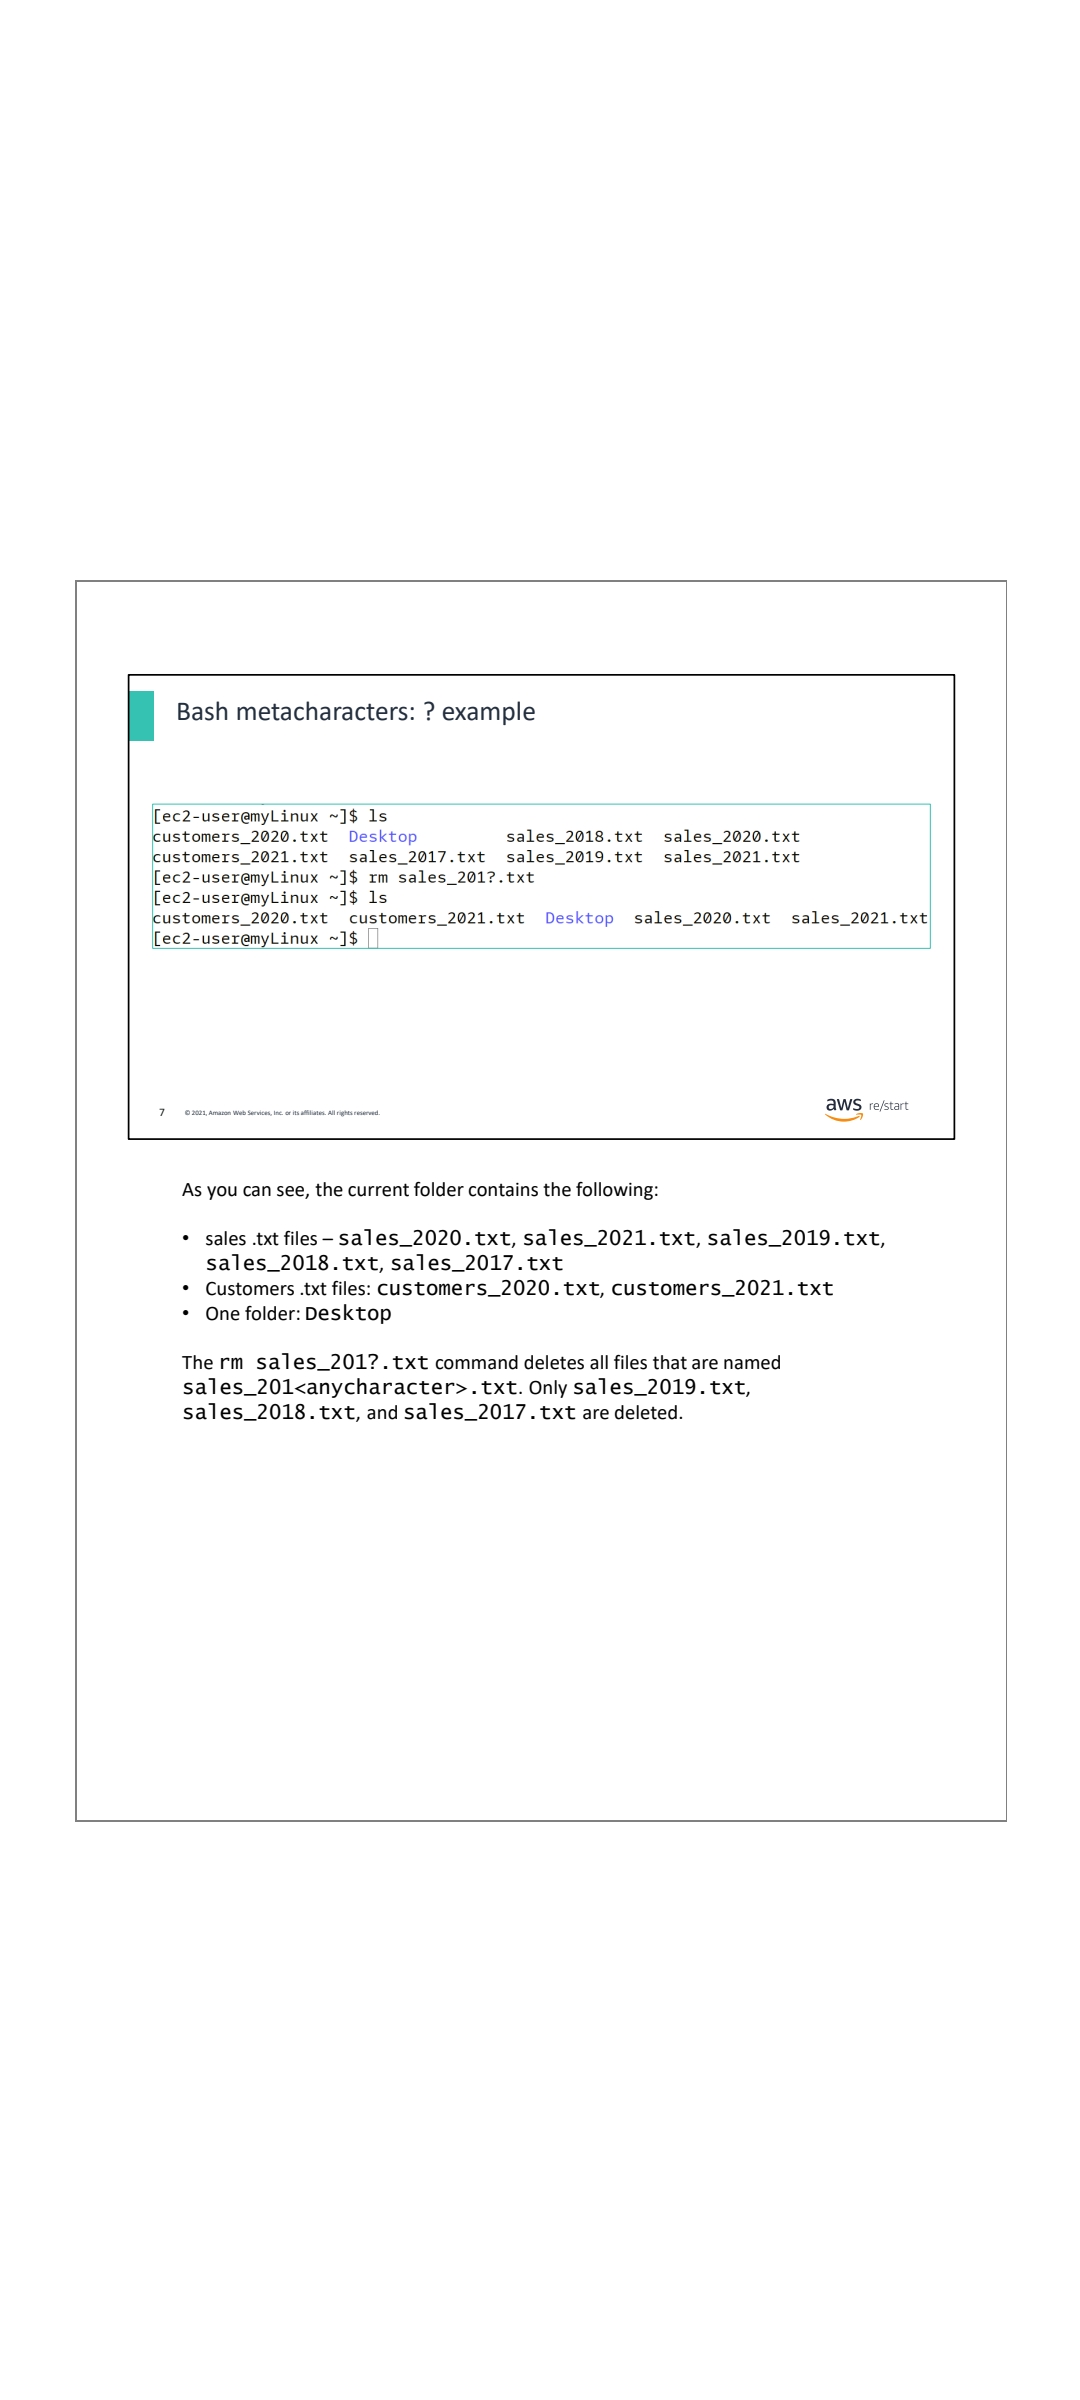 Bash metacharacters: ? example
[ec2-user@myLinux ~]$ ls
customers_2020.txt  Desktop         sales_2018.txt  sales_2020.txt
customers_2021.txt  sales_2017.txt  sales_2019.txt  sales_2021.txt
[ec2-user@myLinux ~]$ rm sales_201?.txt
[ec2-user@myLinux ~]$ ls
customers_2020.txt  customers_2021.txt  Desktop  sales_2020.txt  sales_2021.txt
[ec2-user@myLinux ~]$
7 © 2021, Amazon Web Services, Inc. or its affiliates. All rights reserved.
aws re/start
As you can see, the current folder contains the following:
• sales .txt files – sales_2020.txt, sales_2021.txt, sales_2019.txt,
sales_2018.txt, sales_2017.txt
• Customers .txt files: customers_2020.txt, customers_2021.txt
• One folder: Desktop
The rm sales_201?.txt command deletes all files that are named
sales_201<anycharacter>.txt. Only sales_2019.txt,
sales_2018.txt, and sales_2017.txt are deleted.